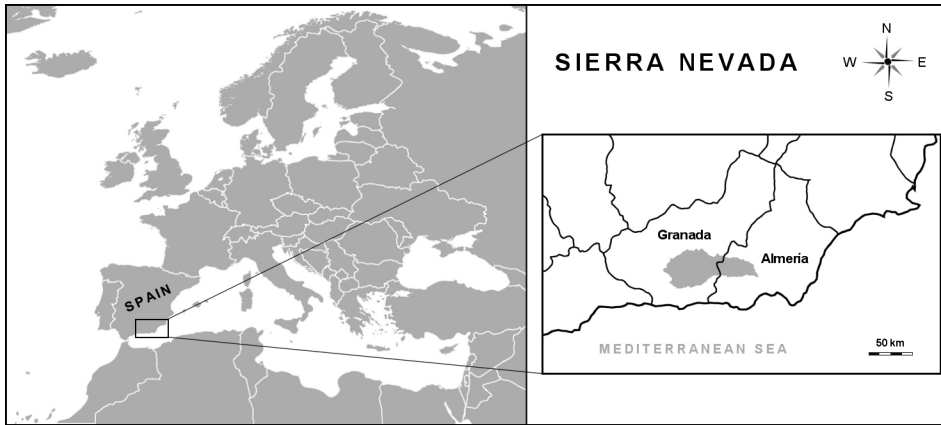 SIERRA NEVADA
N
W E
S
Granada
Almería
SPAIN
MEDITERRANEAN SEA
50 km